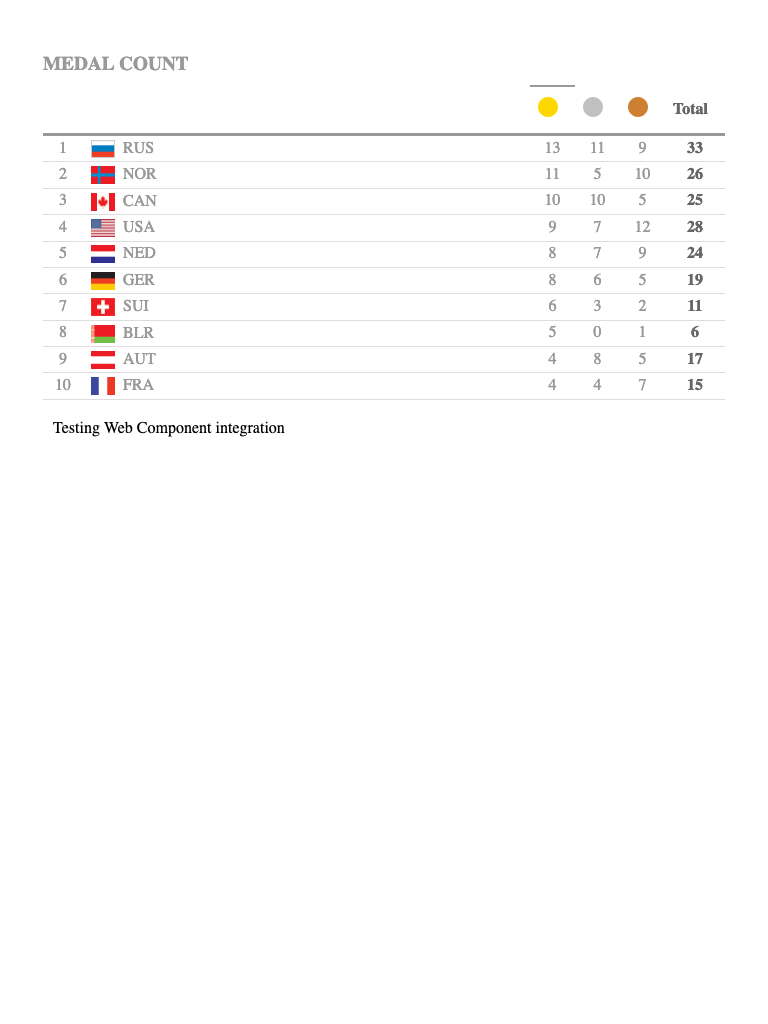 MEDAL COUNT
Total
1 RUS 13 11 9 33
2 NOR 11 5 10 26
3 CAN 10 10 5 25
4 USA 9 7 12 28
5 NED 8 7 9 24
6 GER 8 6 5 19
7 SUI 6 3 2 11
8 BLR 5 0 1 6
9 AUT 4 8 5 17
10 FRA 4 4 7 15
Testing Web Component integration